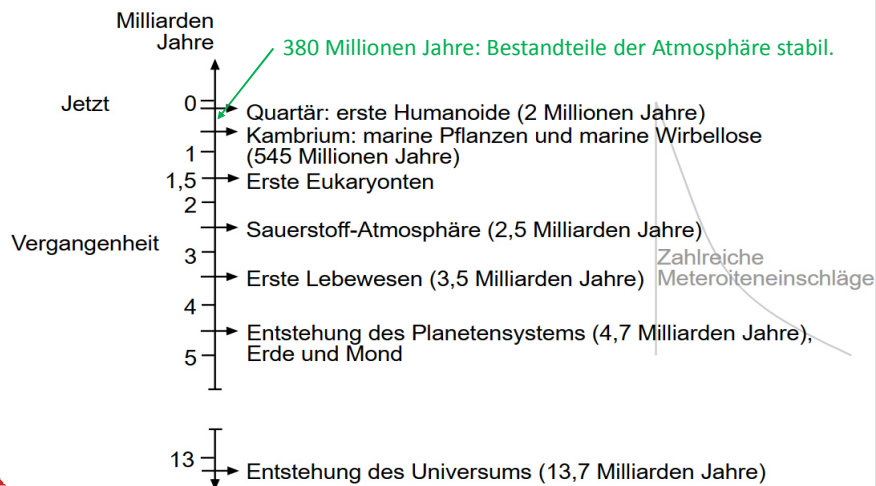 Milliarden
Jahre
380 Millionen Jahre: Bestandteile der Atmosphäre stabil.
Jetzt
0
Quartär: erste Humanoide (2 Millionen Jahre)
Kambrium: marine Pflanzen und marine Wirbellose
(545 Millionen Jahre)
1
1,5
Erste Eukaryonten
2
Sauerstoff-Atmosphäre (2,5 Milliarden Jahre)
Vergangenheit
3
Zahlreiche
Meteroiteneinschläge
Erste Lebewesen (3,5 Milliarden Jahre)
4
Entstehung des Planetensystems (4,7 Milliarden Jahre),
Erde und Mond
5
13
Entstehung des Universums (13,7 Milliarden Jahre)